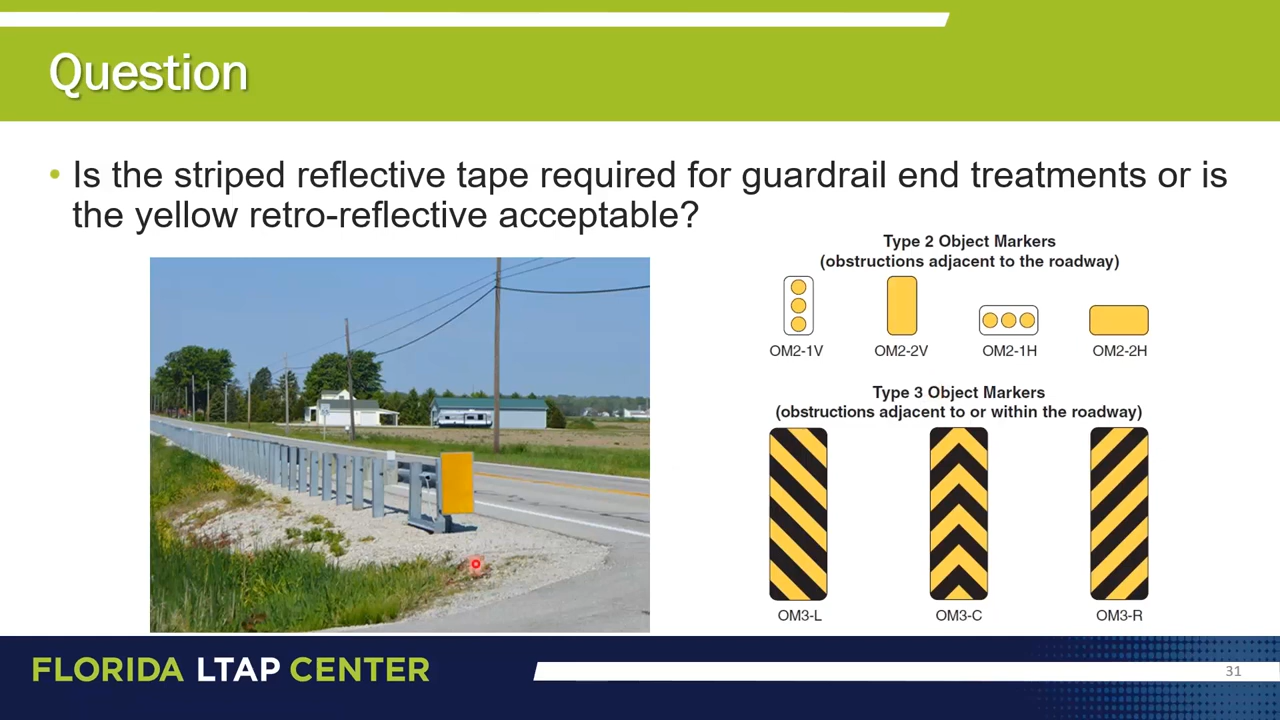 Question
• Is the striped reflective tape required for guardrail end treatments or is
the yellow retro-reflective acceptable?
Type 2 Object Markers
(obstructions adjacent to the roadway)
OM2-1V OM2-2V OM2-1H OM2-2H
Type 3 Object Markers
(obstructions adjacent to or within the roadway)
OM3-L OM3-C OM3-R
FLORIDA LTAP CENTER
31